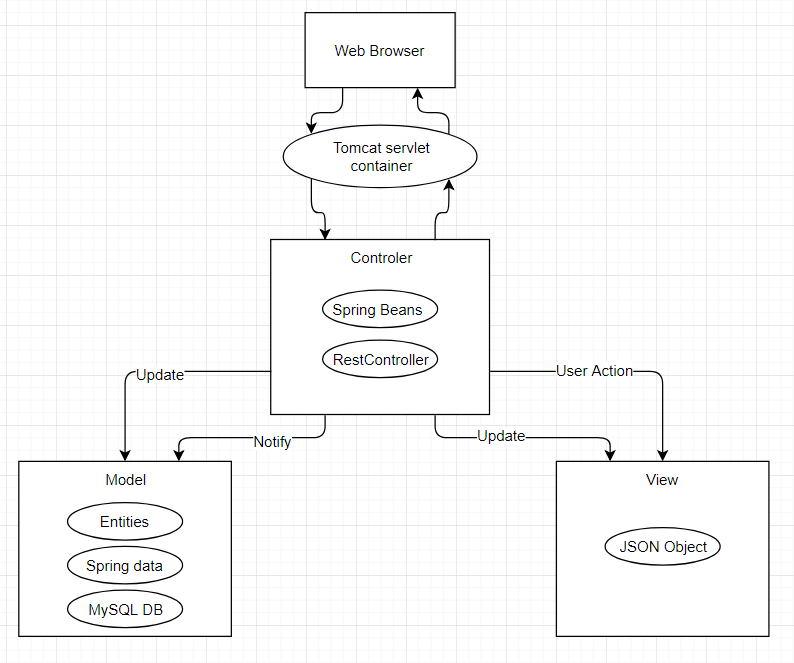 Web Browser
Tomcat servlet
container
Controler
Spring Beans
RestController
Update
User Action
Notify
Update
Model
Entities
Spring data
MySQL DB
View
JSON Object